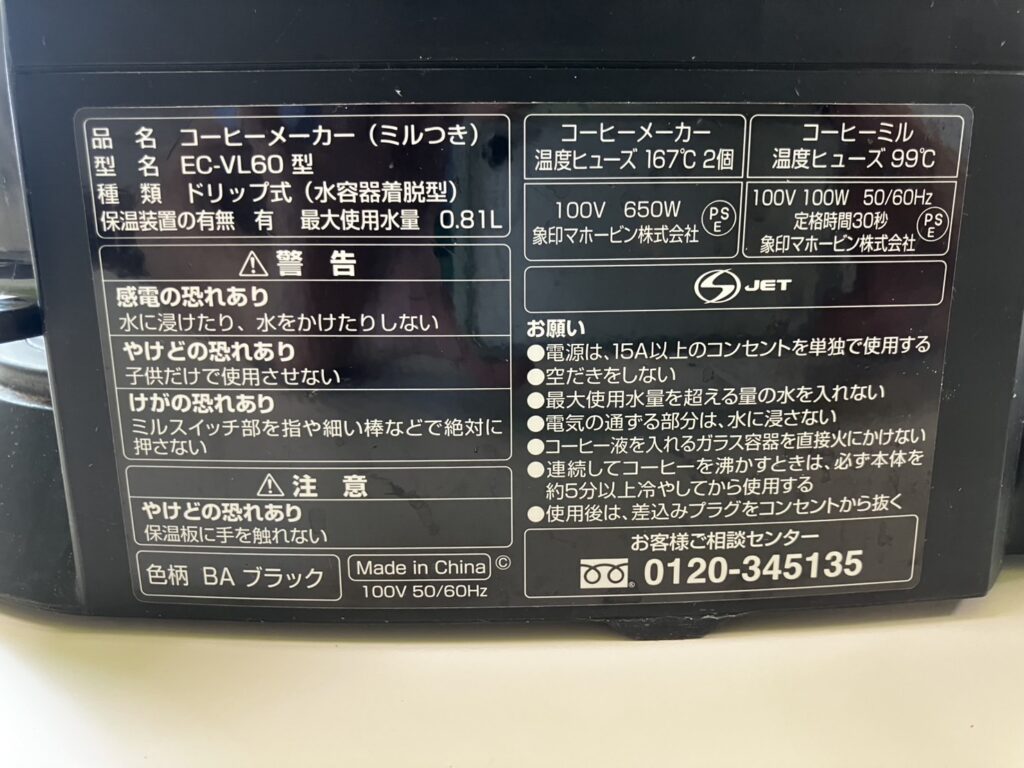 品 名 コーヒーメーカー（ミルつき）
型 名 EC-VL60 型
種 類 ドリップ式（水容器着脱型）
保温装置の有無 有 最大使用水量 0.81L
警 告
感電の恐れあり
水に浸けたり、水をかけたりしない
やけどの恐れあり
子供だけで使用させない
けがの恐れあり
ミルスイッチ部を指や細い棒などで絶対に
押さない
注 意
やけどの恐れあり
保温板に手を触れない
色柄 BA ブラック
Made in China ©
100V 50/60Hz
コーヒーメーカー
温度ヒューズ 167℃ 2個
100V 650W
象印マホービン株式会社
PS
E
コーヒーミル
温度ヒューズ 99℃
100V 100W 50/60Hz
定格時間30秒
象印マホービン株式会社
PS
E
JET
お願い
●電源は、15A以上のコンセントを単独で使用する
●空だきをしない
●最大使用水量を超える量の水を入れない
●電気の通ずる部分は、水に浸さない
●コーヒー液を入れるガラス容器を直接火にかけない
●連続してコーヒーを沸かすときは、必ず本体を
約5分以上冷やしてから使用する
●使用後は、差込みプラグをコンセントから抜く
お客様ご相談センター
0120-345135